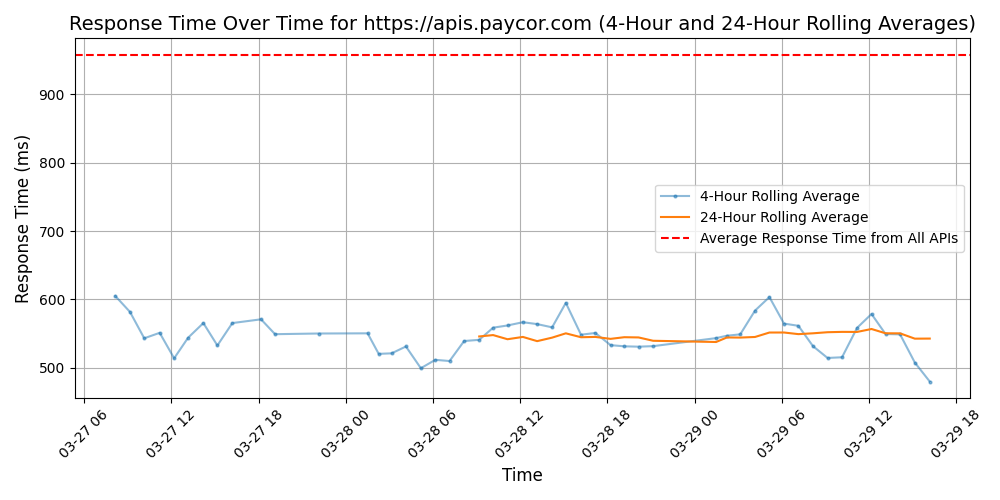 Response Time Over Time for https://apis.paycor.com (4-Hour and 24-Hour Rolling Averages)
Response Time (ms)
900
800
700
600
500
4-Hour Rolling Average
24-Hour Rolling Average
Average Response Time from All APIs
03-27 06
03-27 12
03-27 18
03-28 00
03-28 06
03-28 12
03-28 18
03-29 00
03-29 06
03-29 12
03-29 18
Time